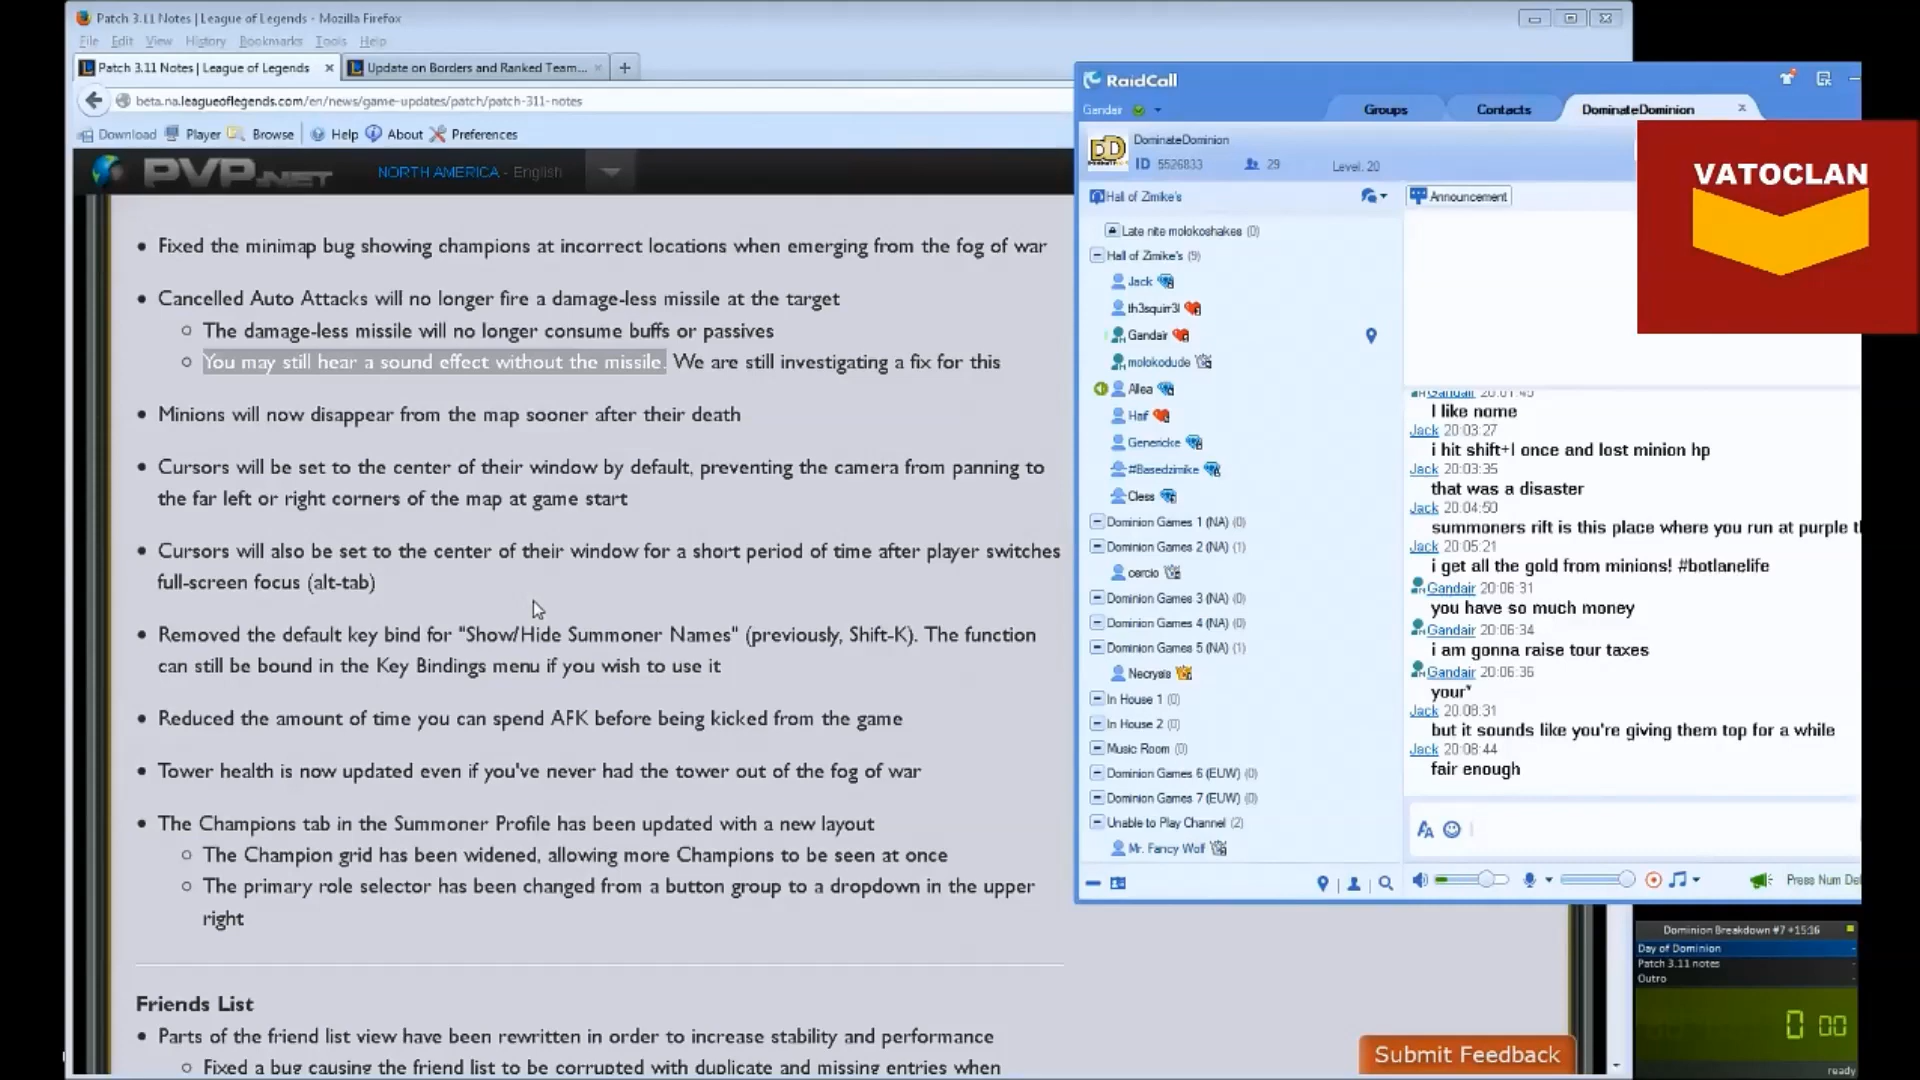 Patch 3.11 Notes | League of Legends - Mozilla Firefox
File Edit View History Bookmarks Tools Help
Patch 3.11 Notes | League of Legends
Update on Borders and Ranked Team...
beta.na.leagueoflegends.com/en/news/game-updates/patch/patch-311-notes
Download Player Browse Help About Preferences
PVP.NET NORTH AMERICA - English
• Fixed the minimap bug showing champions at incorrect locations when emerging from the fog of war
• Cancelled Auto Attacks will no longer fire a damage-less missile at the target
The damage-less missile will no longer consume buffs or passives
You may still hear a sound effect without the missile. We are still investigating a fix for this
• Minions will now disappear from the map sooner after their death
• Cursors will be set to the center of their window by default, preventing the camera from panning to
the far left or right corners of the map at game start
• Cursors will also be set to the center of their window for a short period of time after player switches
full-screen focus (alt-tab)
• Removed the default key bind for "Show/Hide Summoner Names" (previously, Shift-K). The function
can still be bound in the Key Bindings menu if you wish to use it
• Reduced the amount of time you can spend AFK before being kicked from the game
• Tower health is now updated even if you've never had the tower out of the fog of war
• The Champions tab in the Summoner Profile has been updated with a new layout
The Champion grid has been widened, allowing more Champions to be seen at once
The primary role selector has been changed from a button group to a dropdown in the upper
right
Friends List
• Parts of the friend list view have been rewritten in order to increase stability and performance
Fixed a bug causing the friend list to be corrupted with duplicate and missing entries when
Submit Feedback
RaidCall
Gandair
Groups Contacts DominateDominion
DD
DominateDominion
ID 5526833 29 Level: 20
Hall of Zimike's
Late nite molokoshakes (0)
Hall of Zimike's (9)
Jack
th3squirr3l
Gandair
molokodude
Allea
Haf
Genericke
#Basedzimike
Cless
Dominion Games 1 (NA) (0)
Dominion Games 2 (NA) (1)
cercio
Dominion Games 3 (NA) (0)
Dominion Games 4 (NA) (0)
Dominion Games 5 (NA) (1)
Necrysis
In House 1 (0)
In House 2 (0)
Music Room (0)
Dominion Games 6 (EUW) (0)
Dominion Games 7 (EUW) (0)
Unable to Play Channel (2)
Mr. Fancy Wolf
Announcement
Gandair 20:01:45
I like nome
Jack 20:03:27
i hit shift+l once and lost minion hp
Jack 20:03:35
that was a disaster
Jack 20:04:50
summoners rift is this place where you run at purple t
Jack 20:05:21
i get all the gold from minions! #botlanelife
Gandair 20:06:31
you have so much money
Gandair 20:06:34
i am gonna raise tour taxes
Gandair 20:06:36
your*
Jack 20:08:31
but it sounds like you're giving them top for a while
Jack 20:08:44
fair enough
Press Num De
VATOCLAN
Dominion Breakdown #7 +15:16
Day of Dominion -
Patch 3.11 notes -
Outro -
0 00
ready